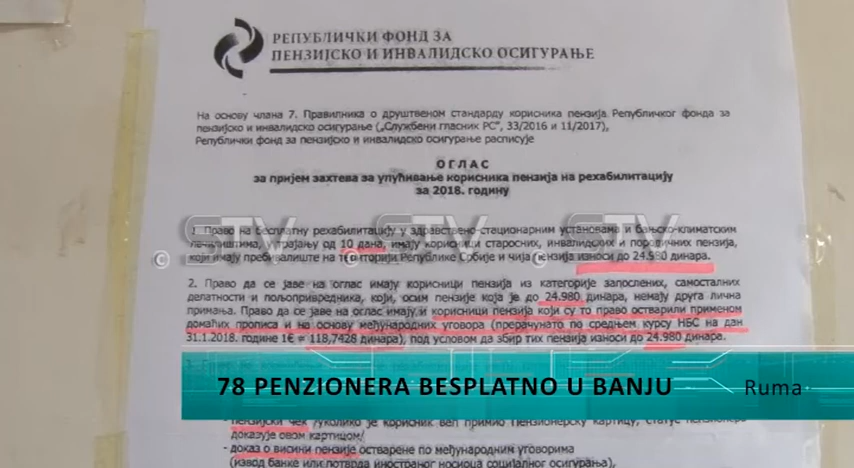 РЕПУБЛИЧКИ ФОНД ЗА
ПЕНЗИЈСКО И ИНВАЛИДСКО ОСИГУРАЊЕ
На основу члана 7. Правилника о друштвеном стандарду корисника пензија Републичког фонда за
пензијско и инвалидско осигурање („Службени гласник РС“, 33/2016 и 11/2017),
Републички фонд за пензијско и инвалидско осигурање расписује
О Г Л А С
за пријем захтева за упућивање корисника пензија на рехабилитацију
за 2018. годину
1. Право на бесплатну рехабилитацију у здравствено-стационарним установама и бањско-климатским
лечилиштима, у трајању од 10 дана, имају корисници старосних, инвалидских и породичних пензија,
који имају пребивалиште на територији Републике Србије и чија пензија износи до 24.980 динара.
2. Право да се јаве на оглас имају корисници пензија из категорије запослених, самосталних
делатности и пољопривредника, који, осим пензије која је до 24.980 динара, немају друга лична
примања. Право да се јаве на оглас имају и корисници пензија који су то право остварили применом
домаћих прописа и на основу међународних уговора (прерачунато по средњем курсу НБС на дан
31.1.2018. године 1€ = 118,7428 динара), под условом да збир тих пензија износи до 24.980 динара.
STV STV STV
© © ©
78 PENZIONERA BESPLATNO U BANJU Ruma
- пензијски чек /уколико је корисник већ примио Пензионерску картицу, статус пензионера
доказује овом картицом/
- доказ о висини пензије остварене по међународним уговорима
(извод банке или потврда иностраног носиоца социјалног осигурања),